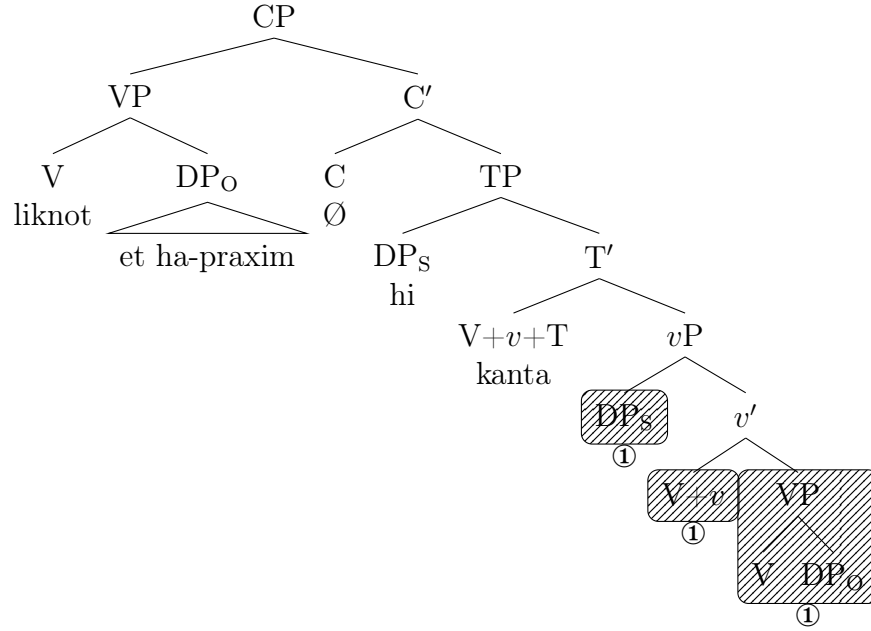 CP
VP C′
V DP_O C TP
liknot Ø
et ha-praxim DP_S T′
hi
V+v+T vP
kanta
DP_S v′
①
V+v VP
①
V DP_O
①